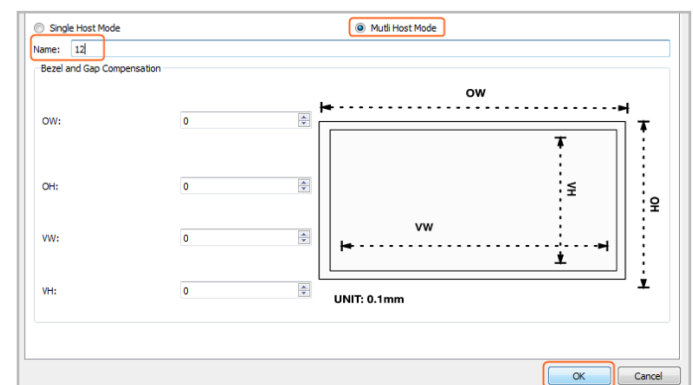 Single Host Mode
Mutli Host Mode
Name: 12
Bezel and Gap Compensation
OW
OW: 0
OH: 0
VH
OH
VW
VW: 0
VH: 0
UNIT: 0.1mm
OK
Cancel